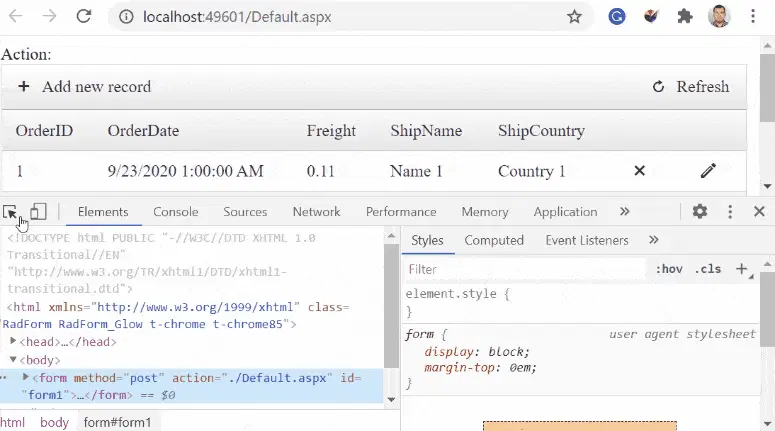 localhost:49601/Default.aspx
Action:
+ Add new record Refresh
OrderID OrderDate Freight ShipName ShipCountry
1 9/23/2020 1:00:00 AM 0.11 Name 1 Country 1
Elements Console Sources Network Performance Memory Application »
<!DOCTYPE html PUBLIC "-//W3C//DTD XHTML 1.0
Transitional//EN"
"http://www.w3.org/TR/xhtml1/DTD/xhtml1-
transitional.dtd">
<html xmlns="http://www.w3.org/1999/xhtml" class=
"RadForm RadForm_Glow t-chrome t-chrome85">
<head>…</head>
<body>
<form method="post" action="./Default.aspx" id=
"form1">…</form> == $0
html body form#form1
Styles Computed Event Listeners »
Filter :hov .cls +
element.style {
}
form { user agent stylesheet
display: block;
margin-top: 0em;
}